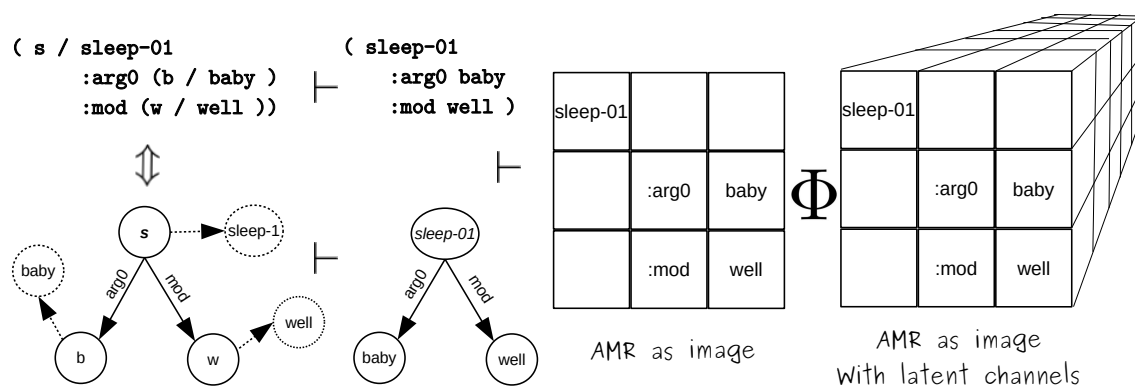 ( s / sleep-01
:arg0 (b / baby )
:mod (w / well ))
( sleep-01
:arg0 baby
:mod well )
s
sleep-1
baby
arg0
mod
well
b
w
sleep-01
arg0
mod
baby
well
sleep-01
:arg0 baby
:mod well
AMR as image
Φ
sleep-01
:arg0 baby
:mod well
AMR as image
With latent channels